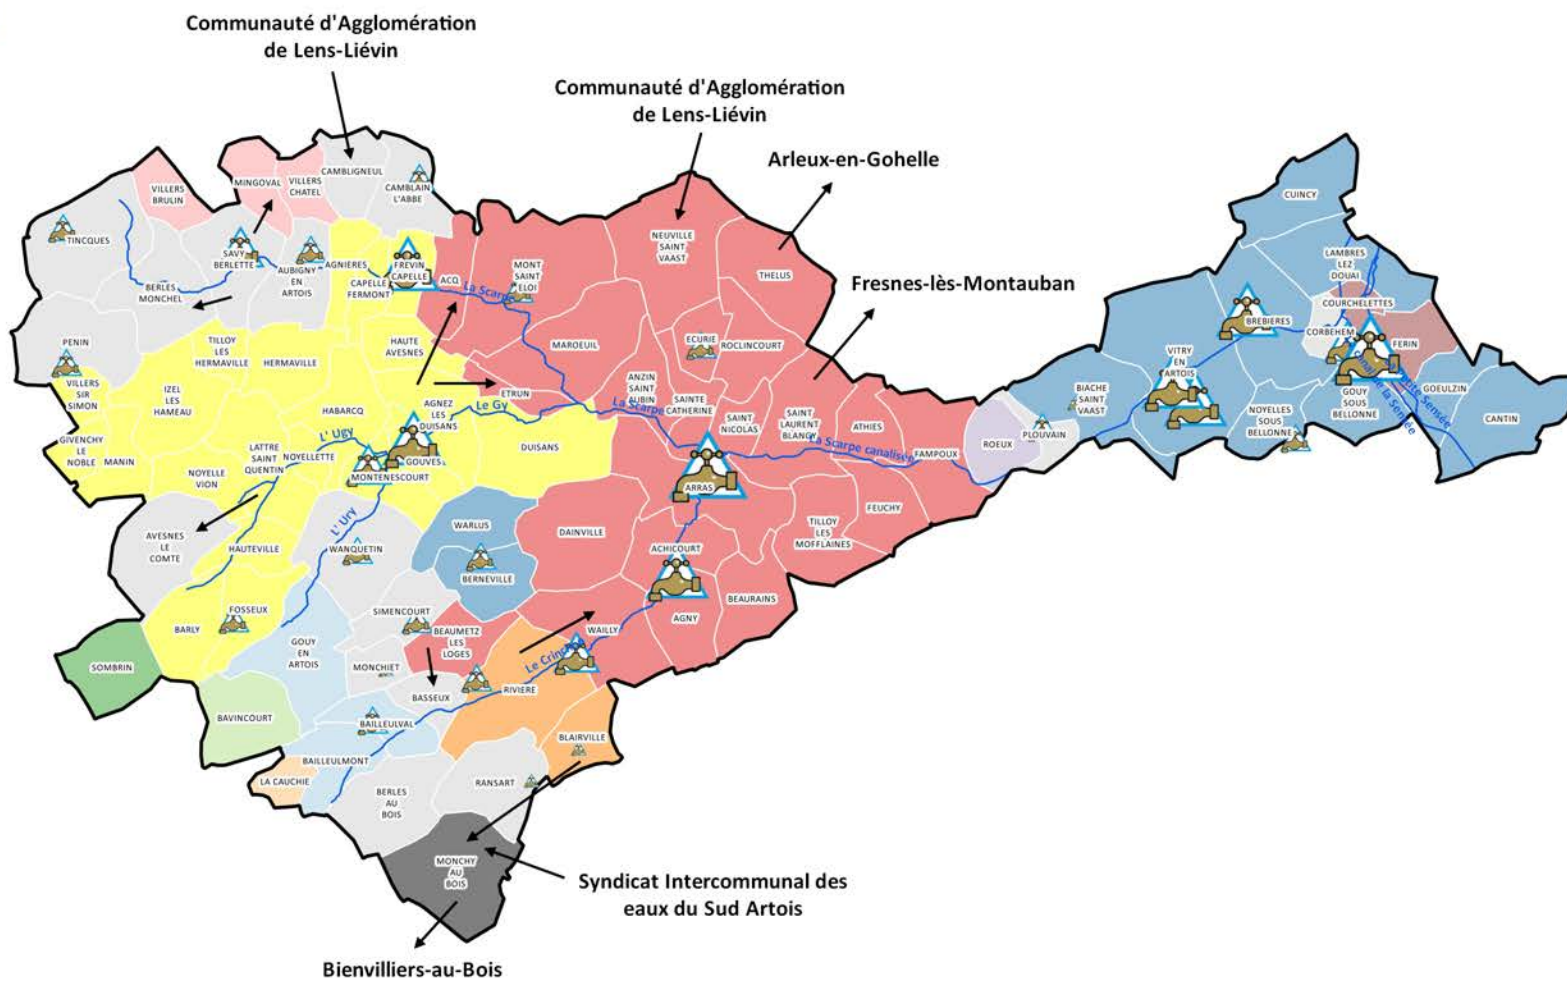 Communauté d'Agglomération
de Lens-Liévin
Communauté d'Agglomération
de Lens-Liévin
Arleux-en-Gohelle
Fresnes-lès-Montauban
VILLERS
BRULIN
MINGOVAL
VILLERS
CHATEL
CAMBLIGNEUL
CAMBLAIN
L'ABBE
TINCQUES
SAVY
BERLETTE
AUBIGNY
EN
ARTOIS
AGNIERES
FREVIN
CAPELLE
CAPELLE
FERMONT
BERLES
MONCHEL
ACQ
La Scarpe
MONT
SAINT
ELOI
NEUVILLE
SAINT
VAAST
THELUS
CUINCY
LAMBRES
LEZ
DOUAI
COURCHELETTES
CORBEHEM
FERIN
BREBIERES
PENIN
TILLOY
LES
HERMAVILLE
HERMAVILLE
HAUTE
AVESNES
MAROEUIL
ECURIE
ROCLINCOURT
VILLERS
SIR
SIMON
IZEL
LES
HAMEAU
HABARCQ
AGNEZ
LES
DUISANS
ETRUN
Le Gy
ANZIN
SAINT
AUBIN
La Scarpe
SAINTE
CATHERINE
SAINT
NICOLAS
SAINT
LAURENT
BLANGY
ATHIES
La Scarpe canalisée
FAMPOUX
ROEUX
PLOUVAIN
BIACHE
SAINT
VAAST
VITRY
EN
ARTOIS
NOYELLES
SOUS
BELLONNE
GOUY
SOUS
BELLONNE
GOEULZIN
CANTIN
la Sensée
Sensée
GIVENCHY
LE
NOBLE
MANIN
NOYELLE
VION
LATTRE
SAINT
QUENTIN
NOYELLETTE
L' Ugy
GOUVES
MONTENESCOURT
DUISANS
ARRAS
AVESNES
LE
COMTE
HAUTEVILLE
L' Ury
WANQUETIN
WARLUS
BERNEVILLE
DAINVILLE
ACHICOURT
TILLOY
LES
MOFFLAINES
FEUCHY
BEAURAINS
AGNY
WAILLY
SOMBRIN
BARLY
FOSSEUX
GOUY
EN
ARTOIS
SIMENCOURT
BEAUMETZ
LES
LOGES
MONCHIET
BASSEUX
RIVIERE
BAVINCOURT
BAILLEULVAL
BAILLEULMONT
LA CAUCHIE
BERLES
AU
BOIS
RANSART
BLAIRVILLE
MONCHY
AU
BOIS
Syndicat Intercommunal des
eaux du Sud Artois
Bienvilliers-au-Bois